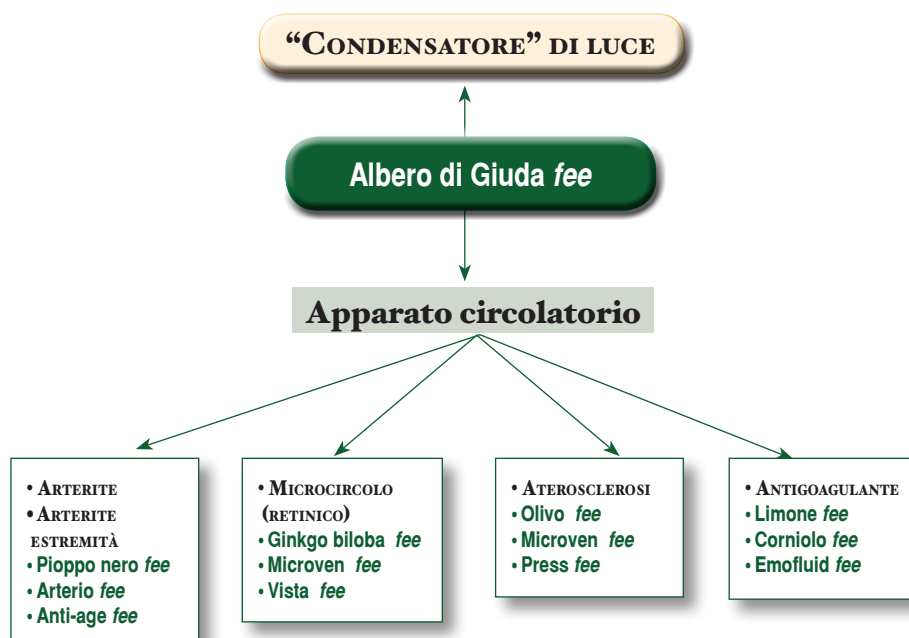 “Condensatore” di luce
Albero di Giuda fee
Apparato circolatorio
• Arterite
• Arterite
estremità
• Pioppo nero fee
• Arterio fee
• Anti-age fee
• Microcircolo
(retinico)
• Ginkgo biloba fee
• Microven fee
• Vista fee
• Aterosclerosi
• Olivo fee
• Microven fee
• Press fee
• Antigoagulante
• Limone fee
• Corniolo fee
• Emofluid fee